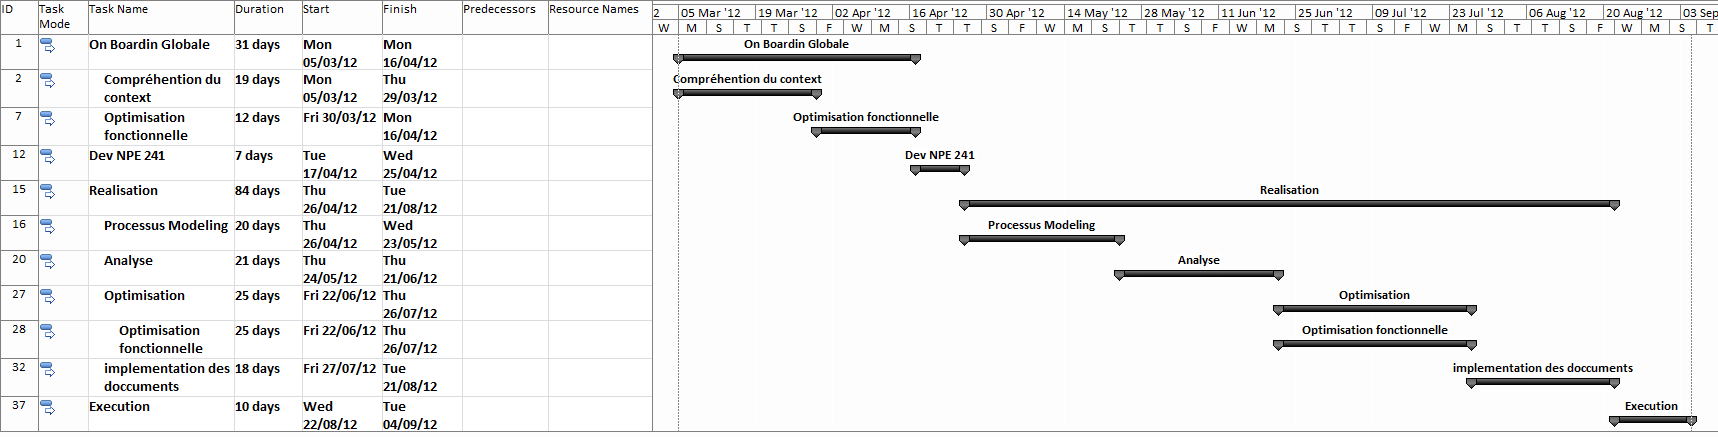 ID Task Mode Task Name Duration Start Finish Predecessors Resource Names
2 05 Mar '12 19 Mar '12 02 Apr '12 16 Apr '12 30 Apr '12 14 May '12 28 May '12 11 Jun '12 25 Jun '12 09 Jul '12 23 Jul '12 06 Aug '12 20 Aug '12 03 Sep
W M S T W F M S T T S M W F T S W M F T T S M T S F W M S T
1 On Boardin Globale 31 days Mon 05/03/12 Mon 16/04/12
On Boardin Globale
2 Compréhention du context 19 days Mon 05/03/12 Thu 29/03/12
Compréhention du context
7 Optimisation fonctionnelle 12 days Fri 30/03/12 Mon 16/04/12
Optimisation fonctionnelle
12 Dev NPE 241 7 days Tue 17/04/12 Wed 25/04/12
Dev NPE 241
15 Realisation 84 days Thu 26/04/12 Tue 21/08/12
Realisation
16 Processus Modeling 20 days Thu 26/04/12 Wed 23/05/12
Processus Modeling
20 Analyse 21 days Thu 24/05/12 Thu 21/06/12
Analyse
27 Optimisation 25 days Fri 22/06/12 Thu 26/07/12
Optimisation
28 Optimisation fonctionnelle 25 days Fri 22/06/12 Thu 26/07/12
Optimisation fonctionnelle
32 implementation des doccuments 18 days Fri 27/07/12 Tue 21/08/12
implementation des doccuments
37 Execution 10 days Wed 22/08/12 Tue 04/09/12
Execution